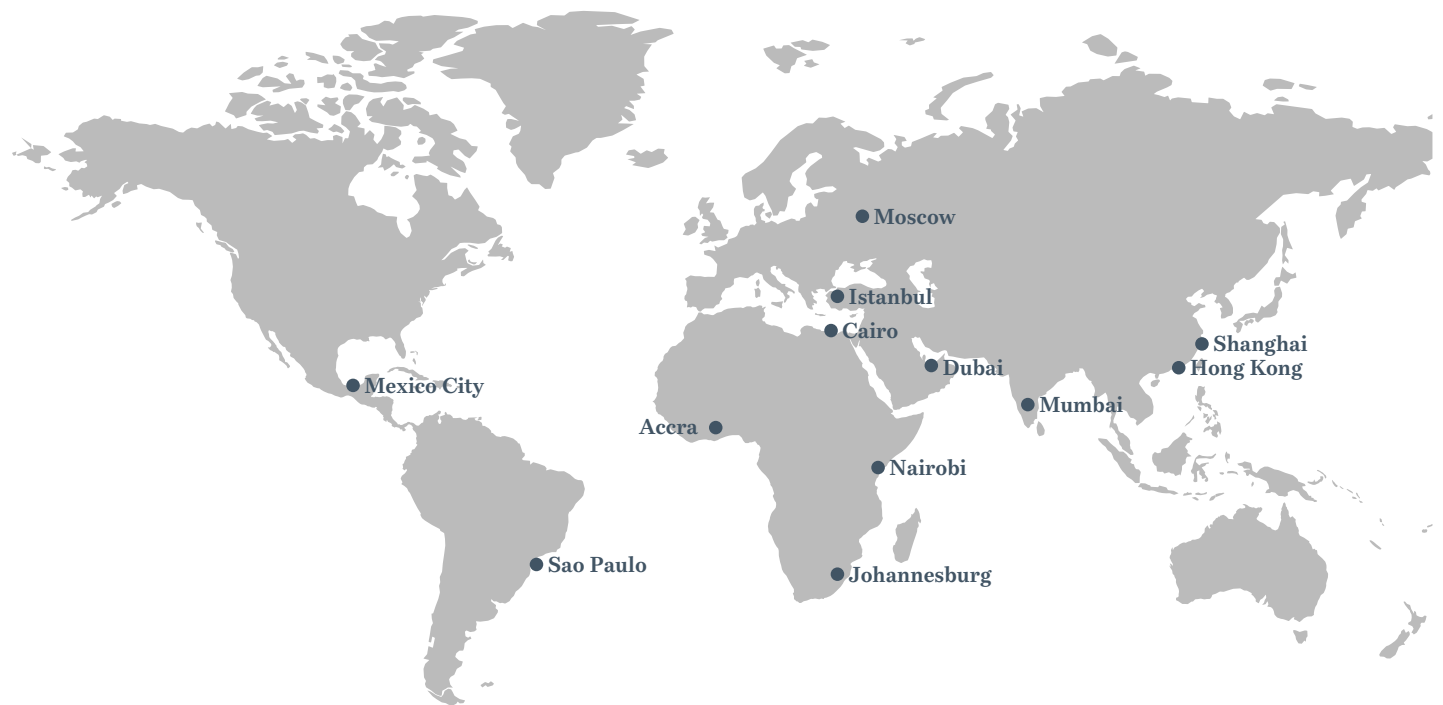 Moscow
Istanbul
Cairo
Shanghai
Dubai
Hong Kong
Mexico City
Mumbai
Accra
Nairobi
Sao Paulo
Johannesburg